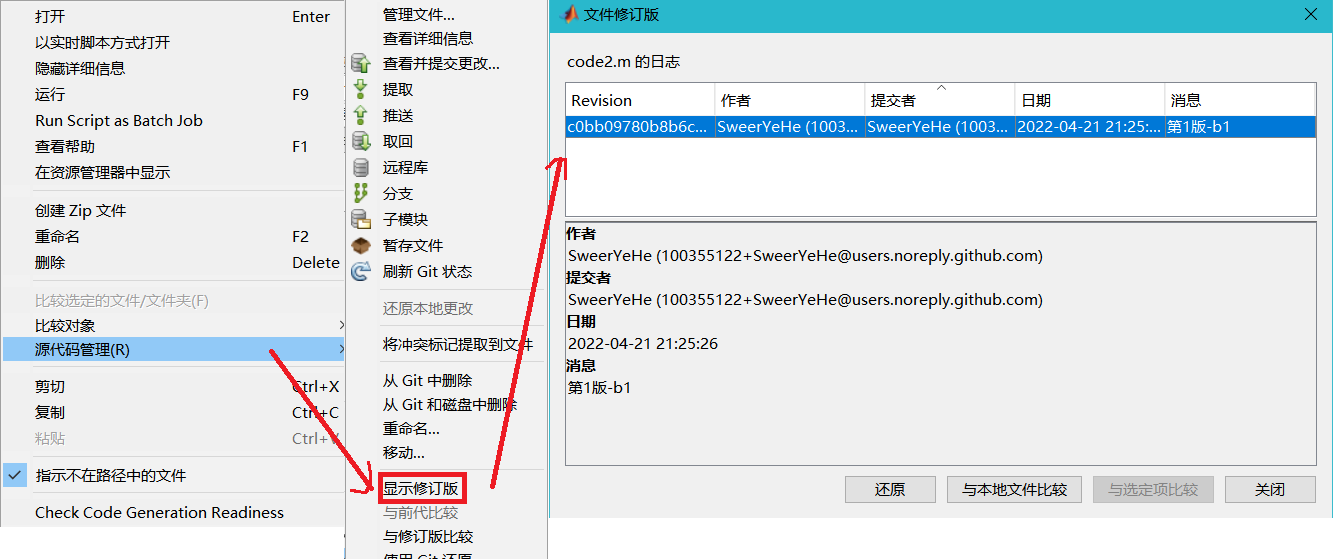 打开 Enter
以实时脚本方式打开
隐藏详细信息
运行 F9
Run Script as Batch Job
查看帮助 F1
在资源管理器中显示
创建 Zip 文件
重命名 F2
删除 Delete
比较选定的文件/文件夹(F)
比较对象
源代码管理(R)
剪切 Ctrl+X
复制 Ctrl+C
粘贴 Ctrl+V
指示不在路径中的文件
Check Code Generation Readiness
管理文件...
查看详细信息
查看并提交更改...
提取
推送
取回
远程库
分支
子模块
暂存文件
刷新 Git 状态
还原本地更改
将冲突标记提取到文件
从 Git 中删除
从 Git 和磁盘中删除
重命名...
移动...
显示修订版
与前代比较
与修订版比较
使用 Git 还原
文件修订版
code2.m 的日志
Revision 作者 提交者 日期 消息
c0bb09780b8b6c... SweerYeHe (1003... SweerYeHe (1003... 2022-04-21 21:25:... 第1版-b1
作者
SweerYeHe (100355122+SweerYeHe@users.noreply.github.com)
提交者
SweerYeHe (100355122+SweerYeHe@users.noreply.github.com)
日期
2022-04-21 21:25:26
消息
第1版-b1
还原 与本地文件比较 与选定项比较 关闭